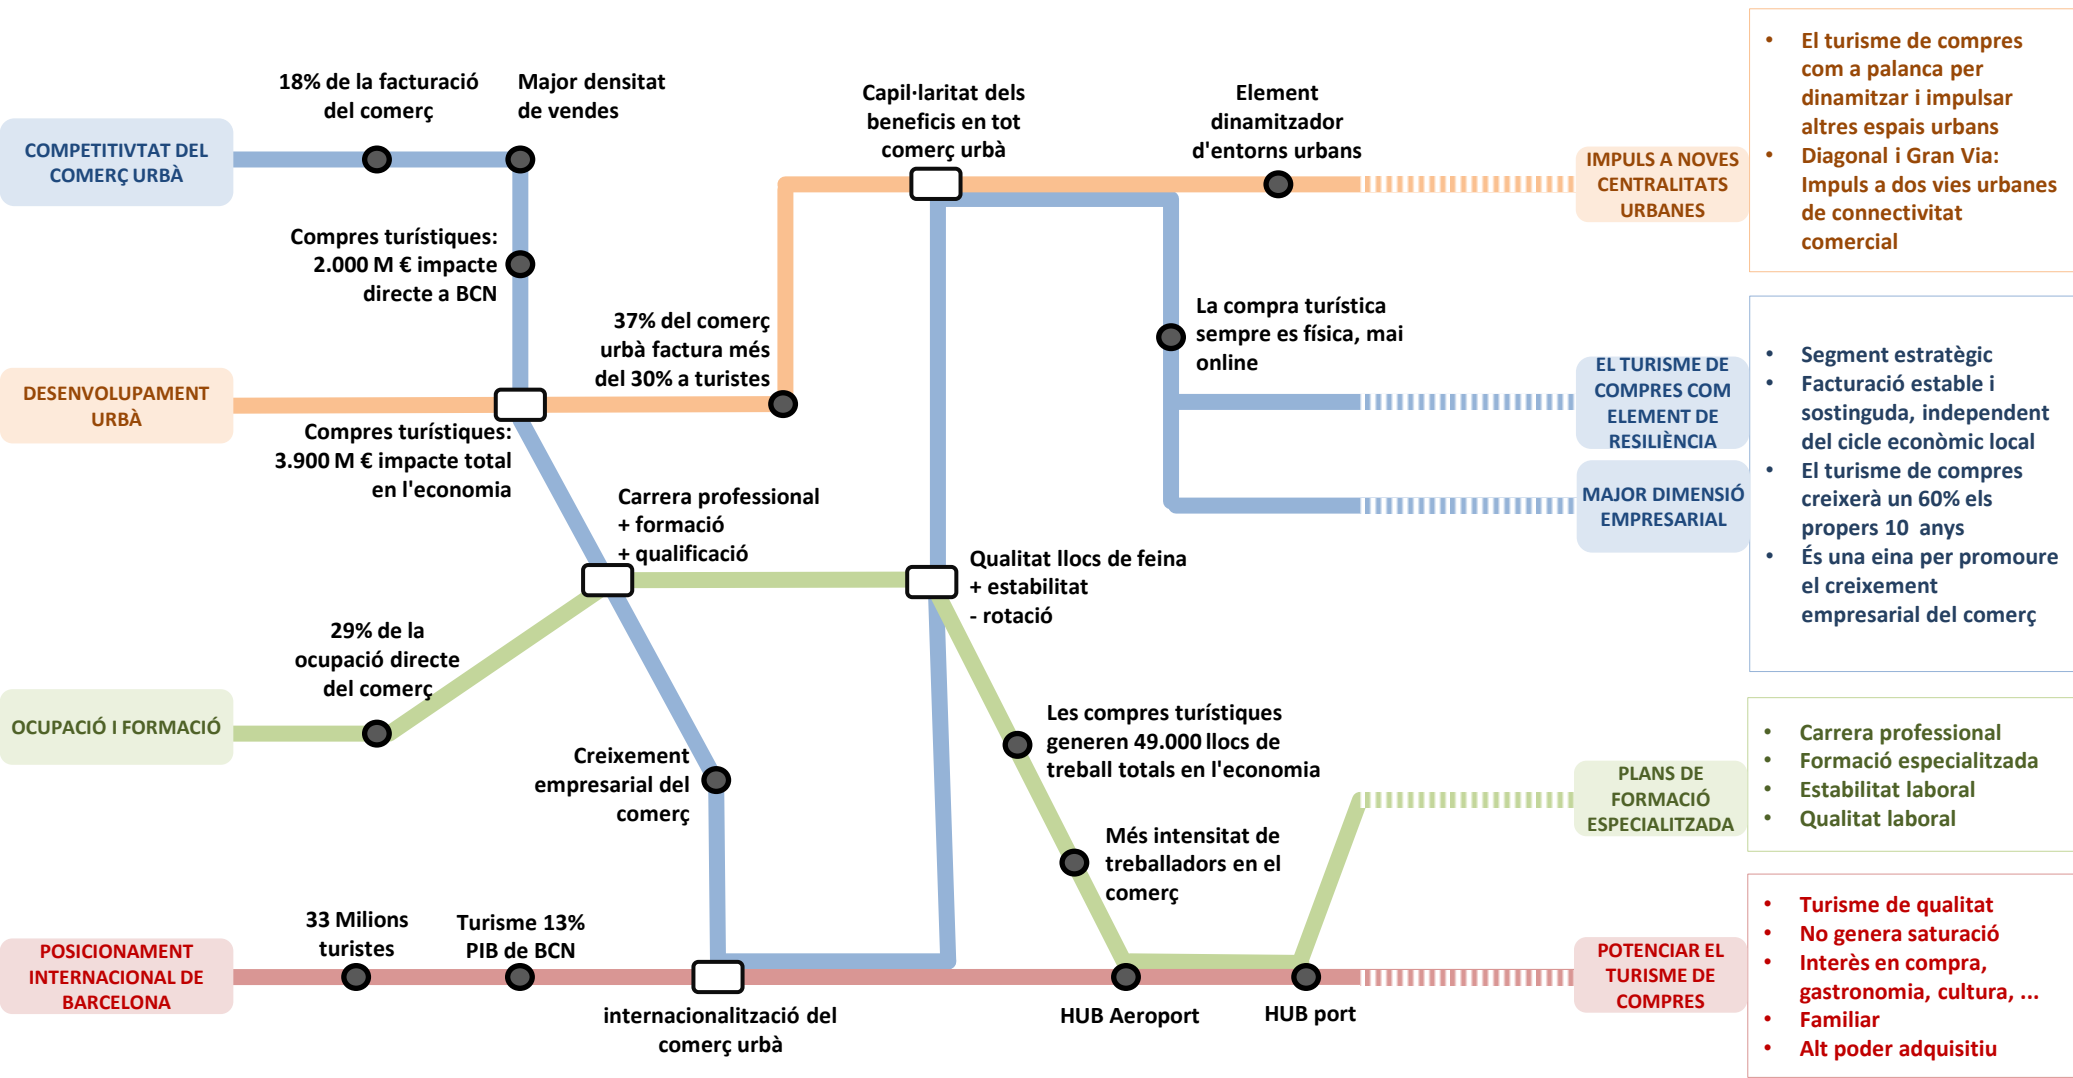 18% de la facturació
del comerç
Major densitat
de vendes
COMPETITIVTAT DEL
COMERÇ URBÀ
Compres turístiques:
2.000 M € impacte
directe a BCN
Capil·laritat dels
beneficis en tot
comerç urbà
Element
dinamitzador
d'entorns urbans
IMPULS A NOVES
CENTRALITATS
URBANES
• El turisme de compres
com a palanca per
dinamitzar i impulsar
altres espais urbans
• Diagonal i Gran Via:
Impuls a dos vies urbanes
de connectivitat
comercial
37% del comerç
urbà factura més
del 30% a turistes
DESENVOLUPAMENT
URBÀ
Compres turístiques:
3.900 M € impacte total
en l'economia
La compra turística
sempre es física, mai
online
EL TURISME DE
COMPRES COM
ELEMENT DE
RESILIÈNCIA
MAJOR DIMENSIÓ
EMPRESARIAL
• Segment estratègic
• Facturació estable i
sostinguda, independent
del cicle econòmic local
• El turisme de compres
creixerà un 60% els
propers 10 anys
• És una eina per promoure
el creixement
empresarial del comerç
Carrera professional
+ formació
+ qualificació
Qualitat llocs de feina
+ estabilitat
- rotació
29% de la
ocupació directe
del comerç
OCUPACIÓ I FORMACIÓ
Creixement
empresarial del
comerç
Les compres turístiques
generen 49.000 llocs de
treball totals en l'economia
Més intensitat de
treballadors en el
comerç
PLANS DE
FORMACIÓ
ESPECIALITZADA
• Carrera professional
• Formació especialitzada
• Estabilitat laboral
• Qualitat laboral
33 Milions
turistes
Turisme 13%
PIB de BCN
POSICIONAMENT
INTERNACIONAL DE
BARCELONA
internacionalització del
comerç urbà
HUB Aeroport
HUB port
POTENCIAR EL
TURISME DE
COMPRES
• Turisme de qualitat
• No genera saturació
• Interès en compra,
gastronomia, cultura, ...
• Familiar
• Alt poder adquisitiu